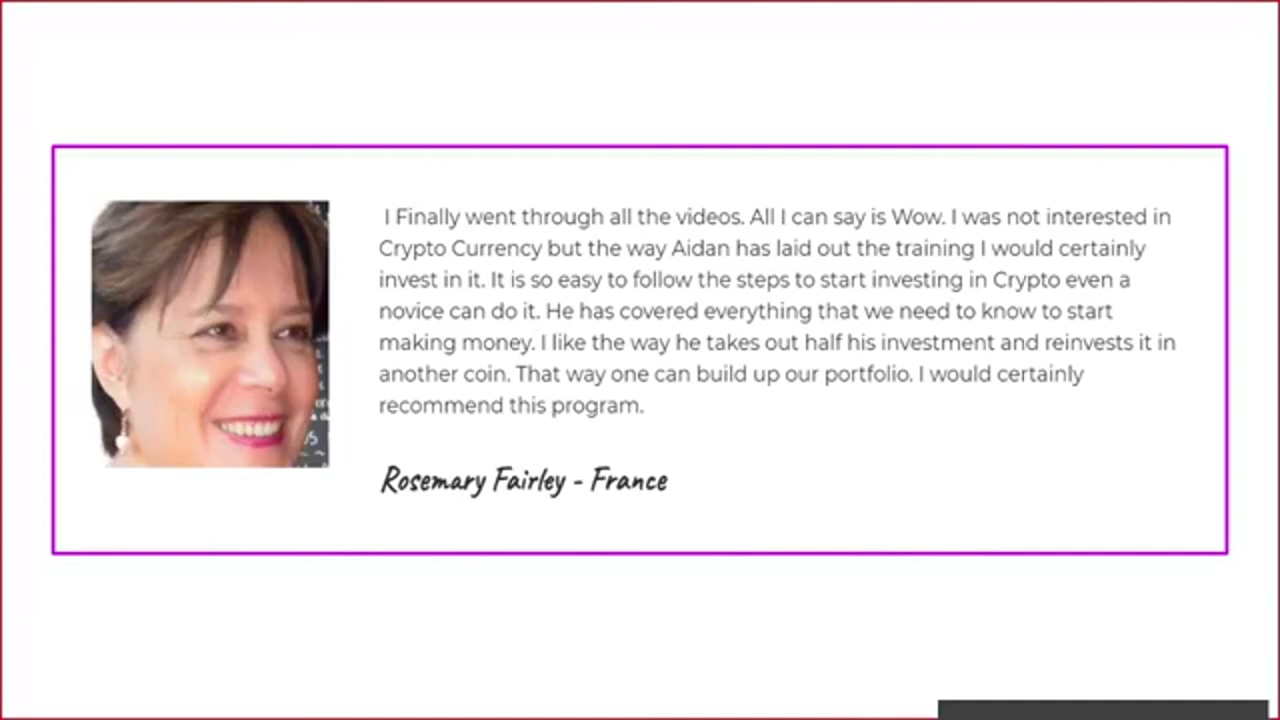 I Finally went through all the videos. All I can say is Wow. I was not interested in
Crypto Currency but the way Aidan has laid out the training I would certainly
invest in it. It is so easy to follow the steps to start investing in Crypto even a
novice can do it. He has covered everything that we need to know to start
making money. I like the way he takes out half his investment and reinvests it in
another coin. That way one can build up our portfolio. I would certainly
recommend this program.
Rosemary Fairley - France